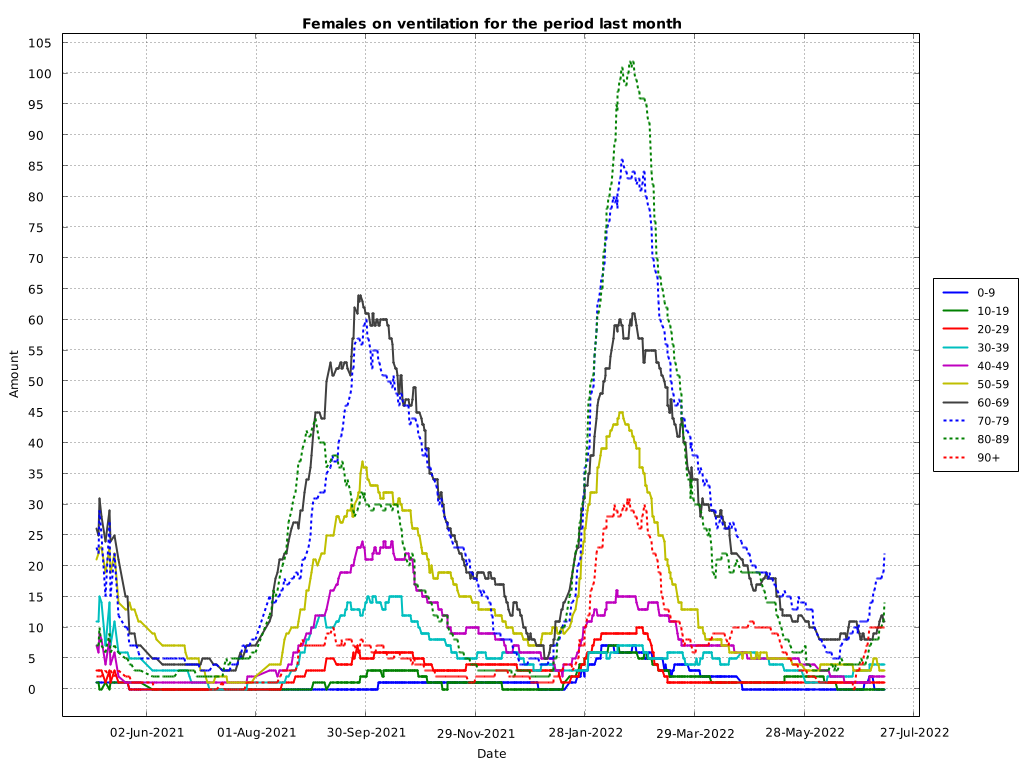 Females on ventilation for the period last month
105
100
95
90
85
80
75
70
65
60
55
50
45
40
35
30
25
20
15
10
5
0
Amount
02-Jun-2021
01-Aug-2021
30-Sep-2021
29-Nov-2021
28-Jan-2022
29-Mar-2022
28-May-2022
27-Jul-2022
Date
0-9
10-19
20-29
30-39
40-49
50-59
60-69
70-79
80-89
90+